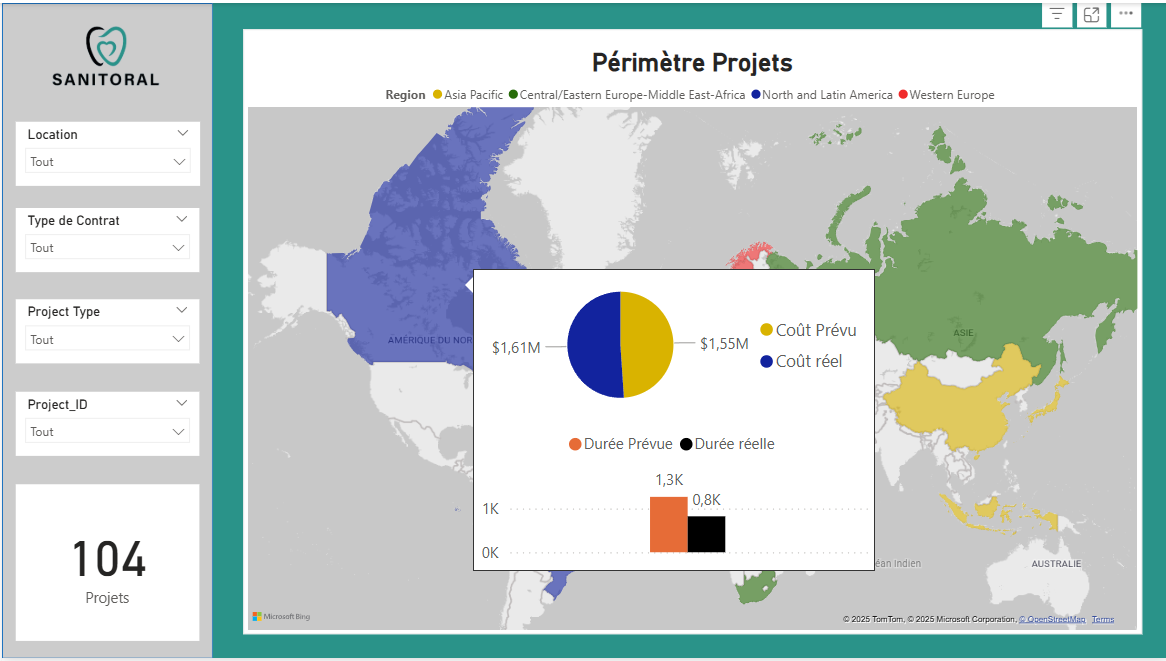 SANITORAL
Location
Tout
Type de Contrat
Tout
Project Type
Tout
Project_ID
Tout
104
Projets
Périmètre Projets
Region Asia Pacific Central/Eastern Europe-Middle East-Africa North and Latin America Western Europe
AMÉRIQUE DU NOR
ASIE
$1,61M
$1,55M
Coût Prévu
Coût réel
Durée Prévue Durée réelle
1,3K
0,8K
1K
0K
éan Indien
AUSTRALIE
Microsoft Bing
© 2025 TomTom, © 2025 Microsoft Corporation, © OpenStreetMap Terms